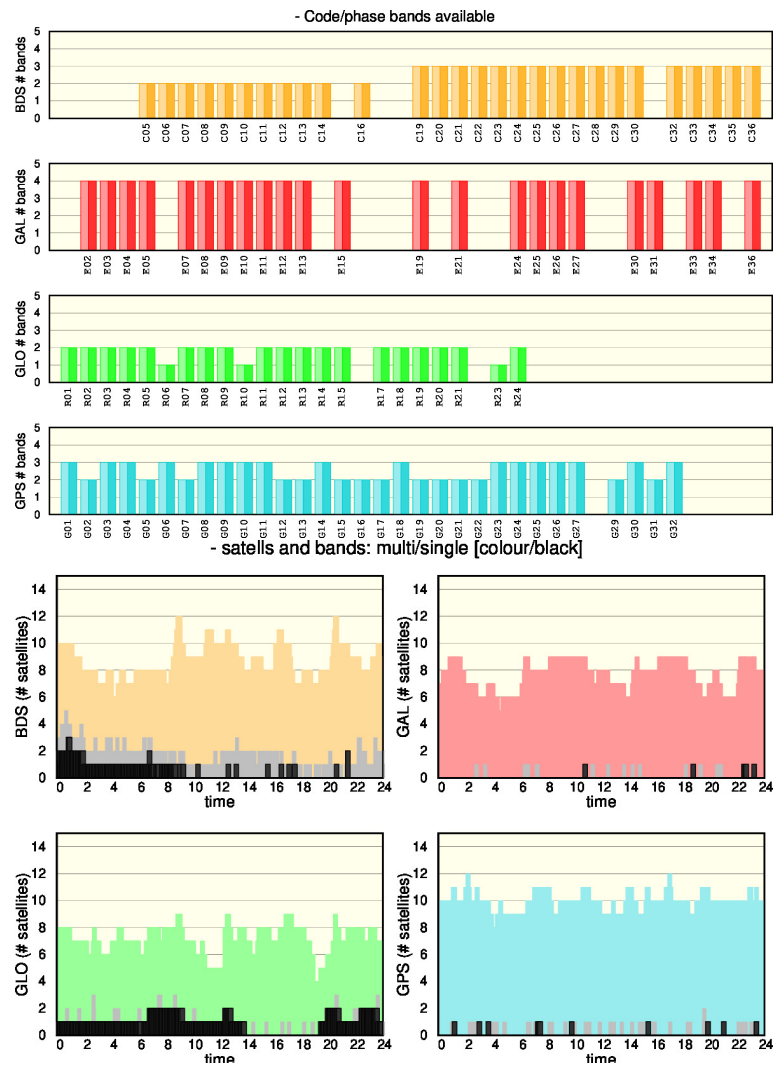 - Code/phase bands available
5
4
3
2
1
0
BDS # bands
C05 C06 C07 C08 C09 C10 C11 C12 C13 C14 C16 C19 C20 C21 C22 C23 C24 C25 C26 C27 C28 C29 C30 C32 C33 C34 C35 C36
5
4
3
2
1
0
GAL # bands
E02 E03 E04 E05 E07 E08 E09 E10 E11 E12 E13 E15 E19 E21 E24 E25 E26 E27 E30 E31 E33 E34 E36
5
4
3
2
1
0
GLO # bands
R01 R02 R03 R04 R05 R06 R07 R08 R09 R10 R11 R12 R13 R14 R15 R17 R18 R19 R20 R21 R23 R24
5
4
3
2
1
0
GPS # bands
G01 G02 G03 G04 G05 G06 G07 G08 G09 G10 G11 G12 G13 G14 G15 G16 G17 G18 G19 G20 G21 G22 G23 G24 G25 G26 G27 G29 G30 G31 G32
- satells and bands: multi/single [colour/black]
14
12
10
8
6
4
2
0
BDS (# satellites)
0 2 4 6 8 10 12 14 16 18 20 22 24
time
14
12
10
8
6
4
2
0
GAL (# satellites)
0 2 4 6 8 10 12 14 16 18 20 22 24
time
14
12
10
8
6
4
2
0
GLO (# satellites)
0 2 4 6 8 10 12 14 16 18 20 22 24
time
14
12
10
8
6
4
2
0
GPS (# satellites)
0 2 4 6 8 10 12 14 16 18 20 22 24
time